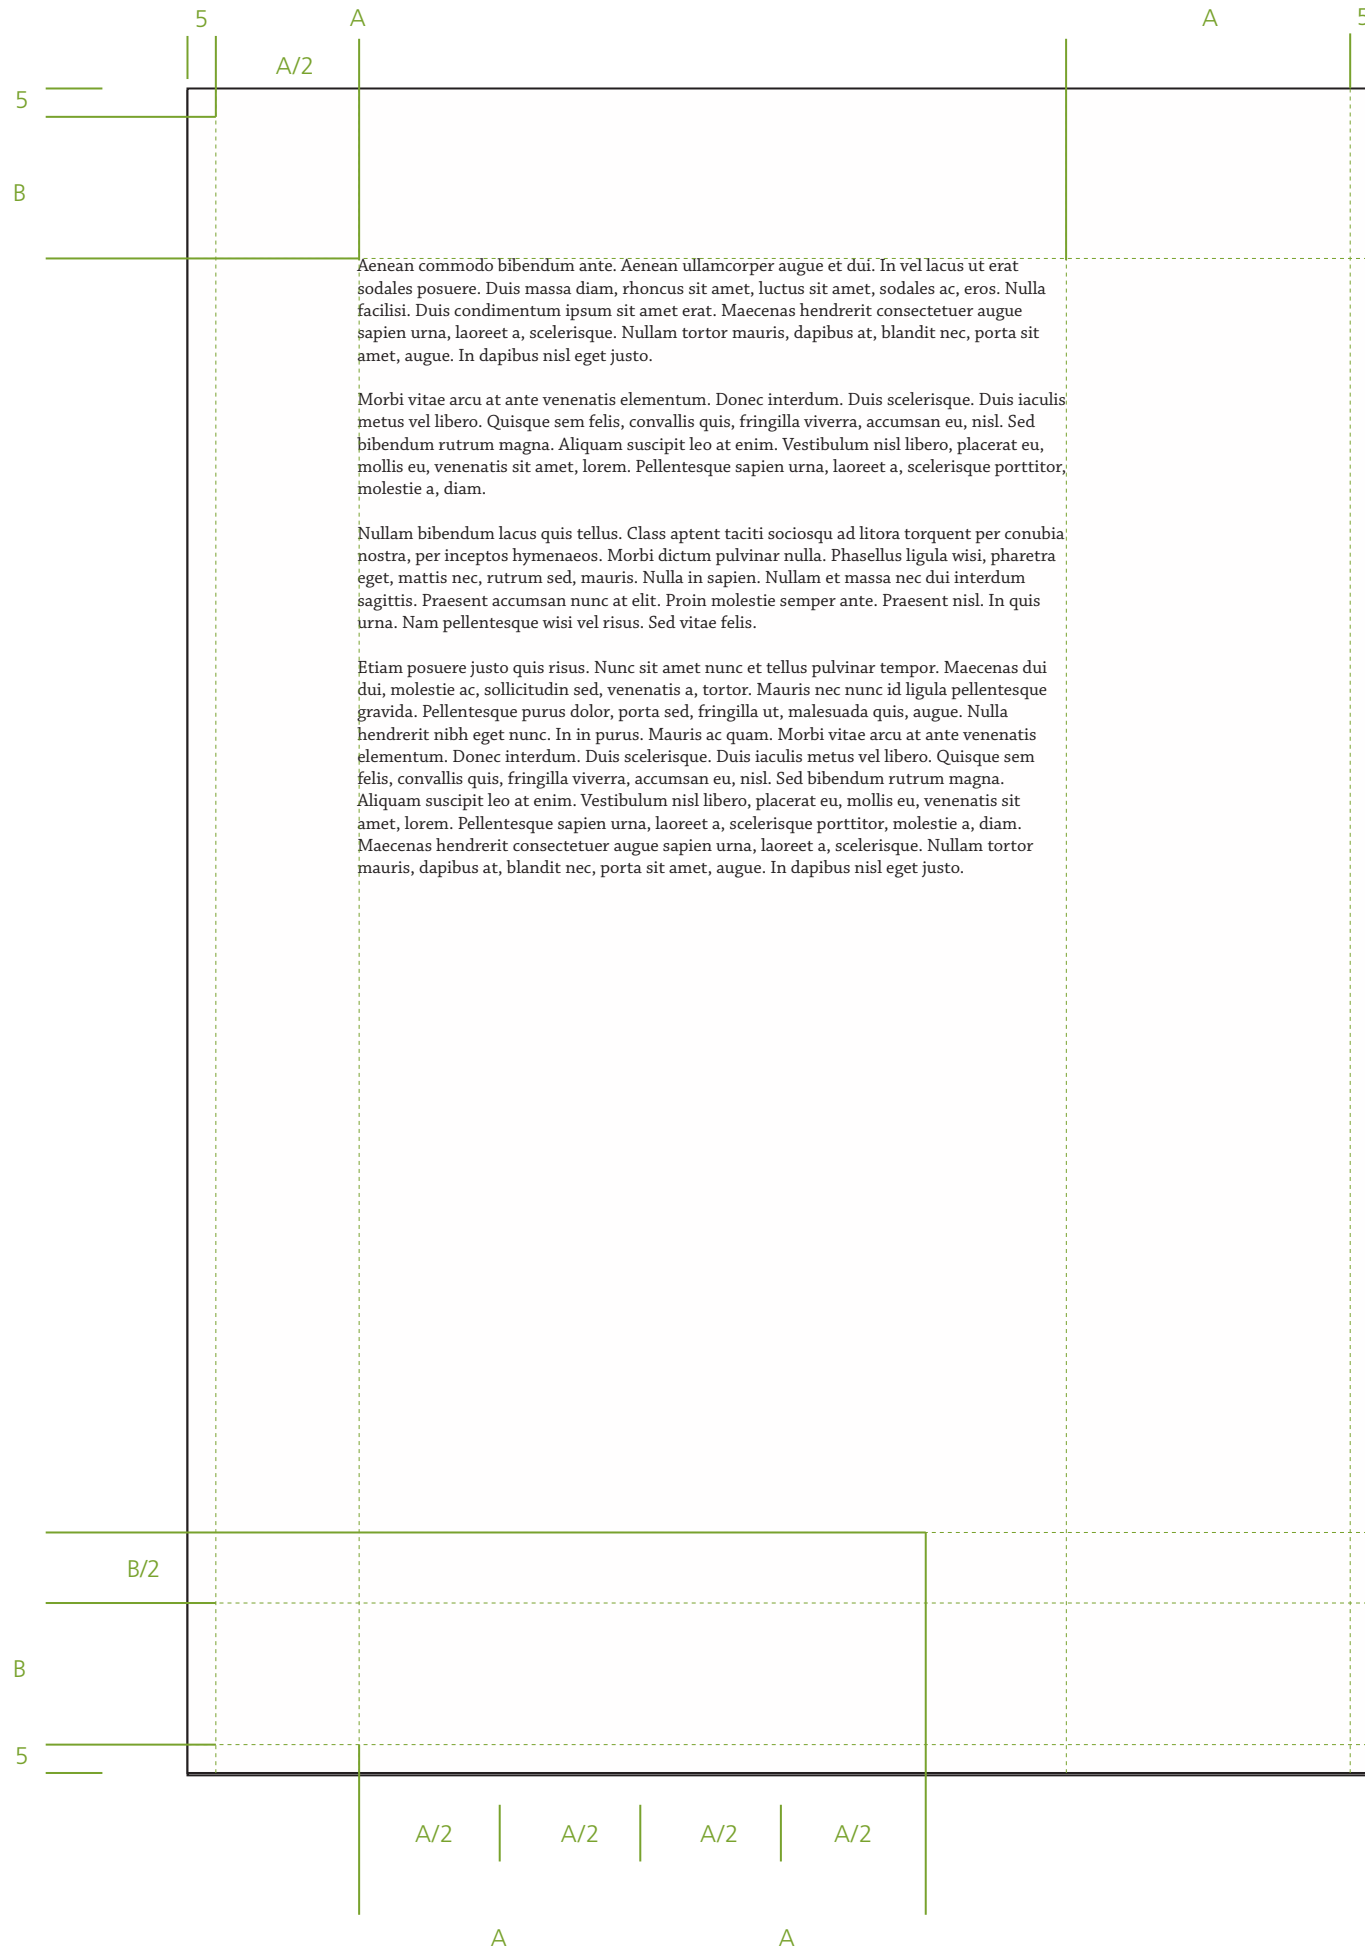 5
A
A
5
A/2
5
B
Aenean commodo bibendum ante. Aenean ullamcorper augue et dui. In vel lacus ut erat
sodales posuere. Duis massa diam, rhoncus sit amet, luctus sit amet, sodales ac, eros. Nulla
facilisi. Duis condimentum ipsum sit amet erat. Maecenas hendrerit consectetuer augue
sapien urna, laoreet a, scelerisque. Nullam tortor mauris, dapibus at, blandit nec, porta sit
amet, augue. In dapibus nisl eget justo.
Morbi vitae arcu at ante venenatis elementum. Donec interdum. Duis scelerisque. Duis iaculis
metus vel libero. Quisque sem felis, convallis quis, fringilla viverra, accumsan eu, nisl. Sed
bibendum rutrum magna. Aliquam suscipit leo at enim. Vestibulum nisl libero, placerat eu,
mollis eu, venenatis sit amet, lorem. Pellentesque sapien urna, laoreet a, scelerisque porttitor,
molestie a, diam.
Nullam bibendum lacus quis tellus. Class aptent taciti sociosqu ad litora torquent per conubia
nostra, per inceptos hymenaeos. Morbi dictum pulvinar nulla. Phasellus ligula wisi, pharetra
eget, mattis nec, rutrum sed, mauris. Nulla in sapien. Nullam et massa nec dui interdum
sagittis. Praesent accumsan nunc at elit. Proin molestie semper ante. Praesent nisl. In quis
urna. Nam pellentesque wisi vel risus. Sed vitae felis.
Etiam posuere justo quis risus. Nunc sit amet nunc et tellus pulvinar tempor. Maecenas dui
dui, molestie ac, sollicitudin sed, venenatis a, tortor. Mauris nec nunc id ligula pellentesque
gravida. Pellentesque purus dolor, porta sed, fringilla ut, malesuada quis, augue. Nulla
hendrerit nibh eget nunc. In in purus. Mauris ac quam. Morbi vitae arcu at ante venenatis
elementum. Donec interdum. Duis scelerisque. Duis iaculis metus vel libero. Quisque sem
felis, convallis quis, fringilla viverra, accumsan eu, nisl. Sed bibendum rutrum magna.
Aliquam suscipit leo at enim. Vestibulum nisl libero, placerat eu, mollis eu, venenatis sit
amet, lorem. Pellentesque sapien urna, laoreet a, scelerisque porttitor, molestie a, diam.
Maecenas hendrerit consectetuer augue sapien urna, laoreet a, scelerisque. Nullam tortor
mauris, dapibus at, blandit nec, porta sit amet, augue. In dapibus nisl eget justo.
B/2
B
5
A/2
A/2
A/2
A/2
A
A